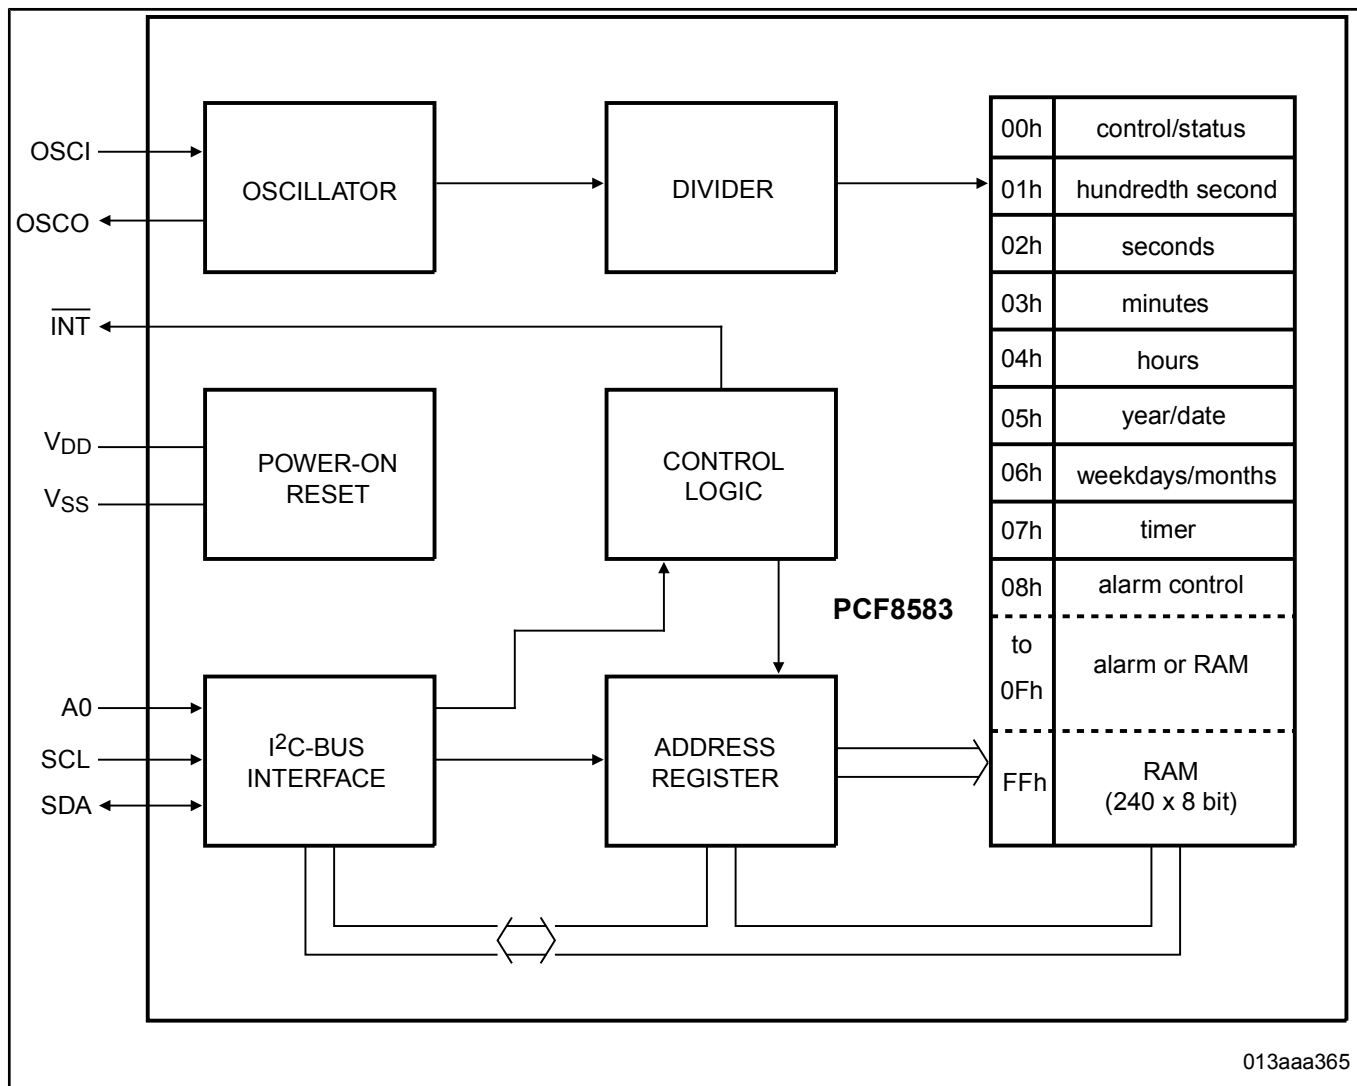 OSCI
OSCO
INT
VDD
VSS
A0
SCL
SDA
OSCILLATOR
DIVIDER
POWER-ON
RESET
CONTROL
LOGIC
PCF8583
I2C-BUS
INTERFACE
ADDRESS
REGISTER
00h control/status
01h hundredth second
02h seconds
03h minutes
04h hours
05h year/date
06h weekdays/months
07h timer
08h alarm control
to
0Fh
alarm or RAM
FFh
RAM
(240 x 8 bit)
013aaa365